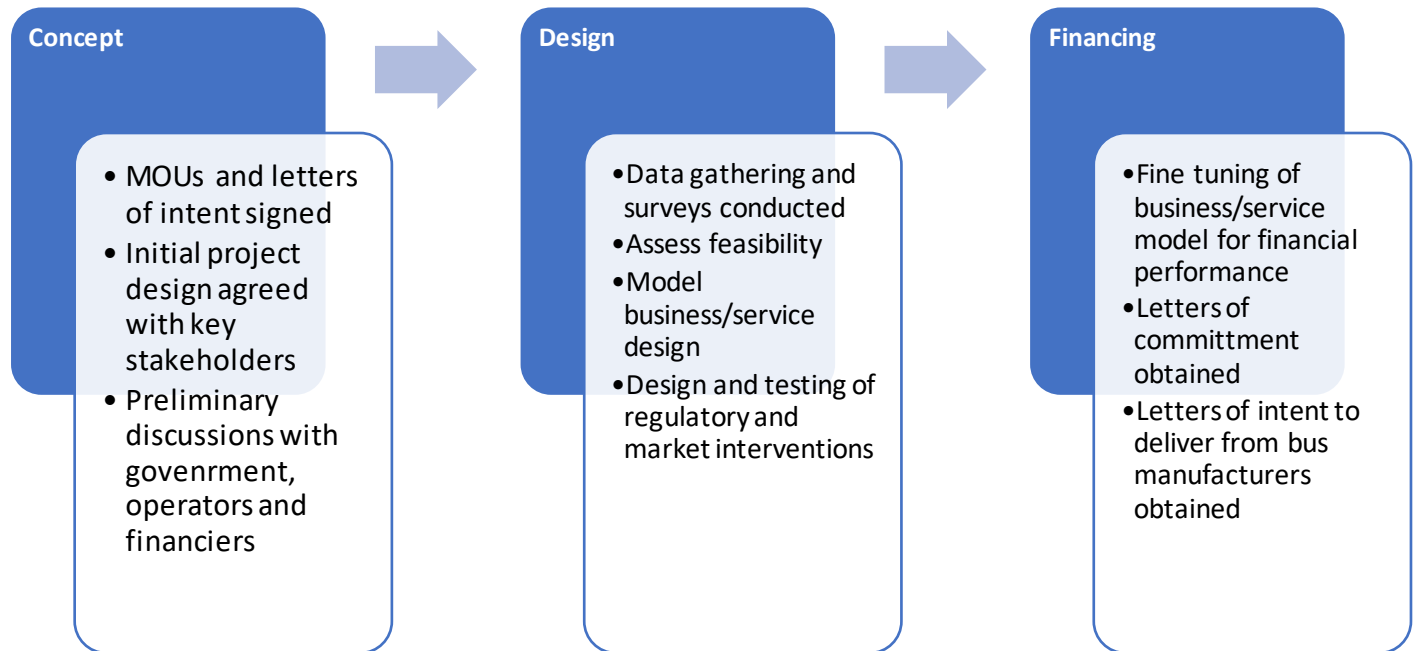 Concept
• MOUs and letters
of intent signed
• Initial project
design agreed
with key
stakeholders
• Preliminary
discussions with
govenrment,
operators and
financiers
Design
•Data gathering and
surveys conducted
•Assess feasibility
•Model
business/service
design
•Design and testing of
regulatory and
market interventions
Financing
•Fine tuning of
business/service
model for financial
performance
•Letters of
committment
obtained
•Letters of intent to
deliver from bus
manufacturers
obtained